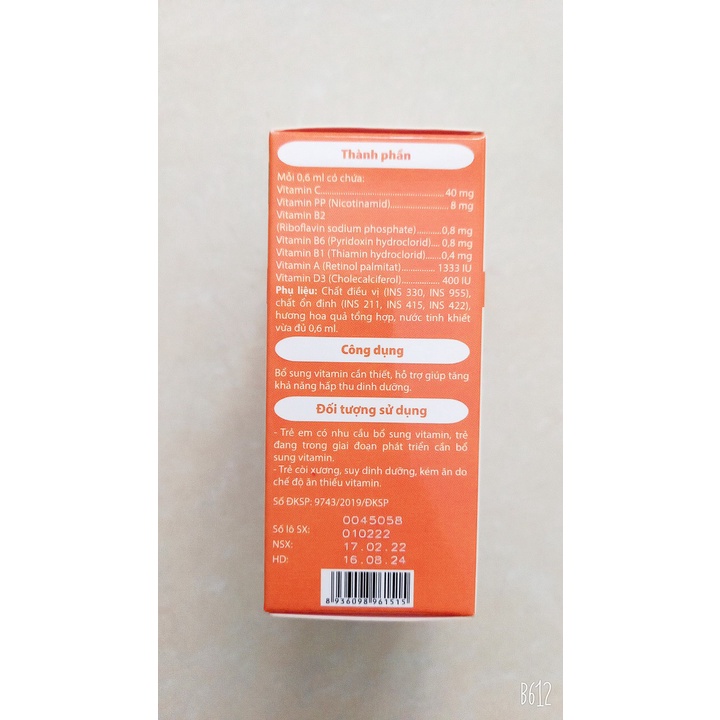 Thành phần
Mỗi 0,6 ml có chứa:
Vitamin C.................................................. 40 mg
Vitamin PP (Nicotinamid)....................... 8 mg
Vitamin B2
(Riboflavin sodium phosphate)..........0,8 mg
Vitamin B6 (Pyridoxin hydroclorid).... 0,8 mg
Vitamin B1 (Thiamin hydroclorid)......0,4 mg
Vitamin A (Retinol palmitat).............. 1333 IU
Vitamin D3 (Cholecalciferol)................ 400 IU
Phụ liệu: Chất điều vị (INS 330, INS 955),
chất ổn định (INS 211, INS 415, INS 422),
hương hoa quả tổng hợp, nước tinh khiết
vừa đủ 0,6 ml.
Công dụng
Bổ sung vitamin cần thiết, hỗ trợ giúp tăng
khả năng hấp thu dinh dưỡng.
Đối tượng sử dụng
- Trẻ em có nhu cầu bổ sung vitamin, trẻ
đang trong giai đoạn phát triển cần bổ
sung vitamin.
- Trẻ còi xương, suy dinh dưỡng, kém ăn do
chế độ ăn thiếu vitamin.
Số ĐKSP: 9743/2019/ĐKSP
0045058
Số lô SX: 010222
NSX: 17.02.22
HD: 16.08.24
8 936098 961515
B612